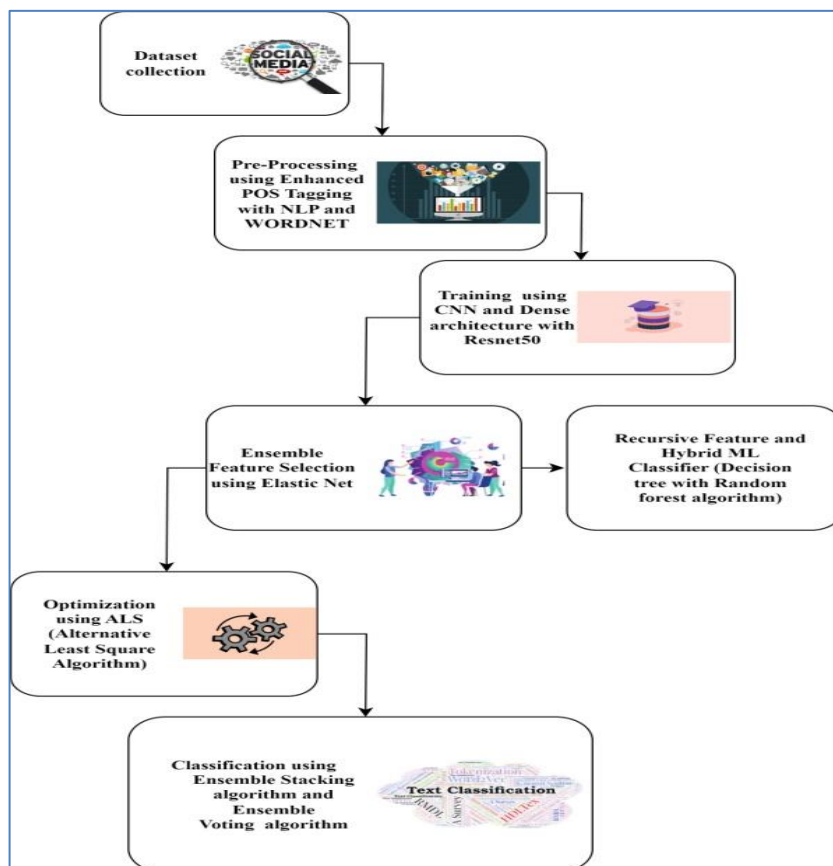 Dataset
collection
SOCIAL
MEDIA
Pre-Processing
using Enhanced
POS Tagging
with NLP and
WORDNET
Training using
CNN and Dense
architecture with
Resnet50
Ensemble
Feature Selection
using Elastic Net
Recursive Feature and
Hybrid ML
Classifier (Decision
tree with Random
forest algorithm)
Optimization
using ALS
(Alternative
Least Square
Algorithm)
Classification using
Ensemble Stacking
algorithm and
Ensemble
Voting algorithm
Tokenization
Text Classification
RMDL
A Survey
HDLTex